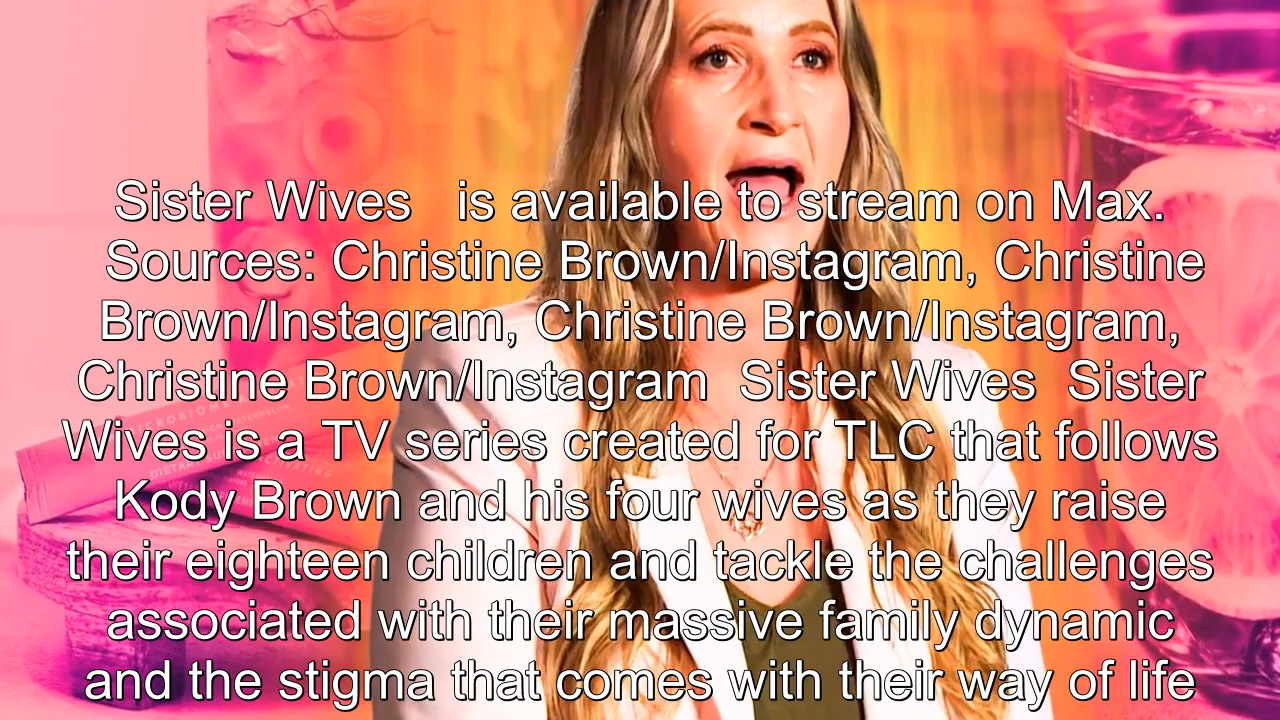 Sister Wives is available to stream on Max.
Sources: Christine Brown/Instagram, Christine
Brown/Instagram, Christine Brown/Instagram,
Christine Brown/Instagram Sister Wives Sister
Wives is a TV series created for TLC that follows
Kody Brown and his four wives as they raise
their eighteen children and tackle the challenges
associated with their massive family dynamic
and the stigma that comes with their way of life